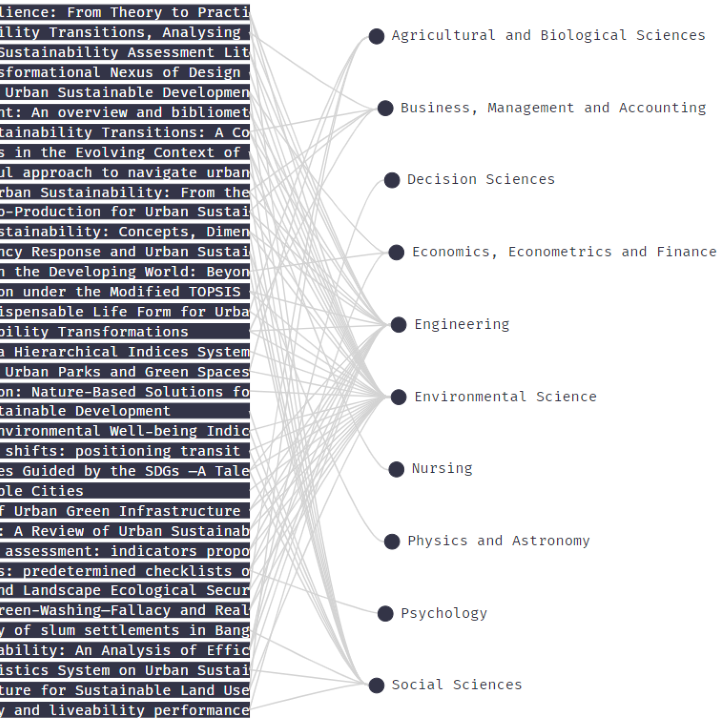 lience: From Theory to Practi
ility Transitions, Analysing
Sustainability Assessment Lit
sformational Nexus of Design
Urban Sustainable Developmen
nt: An overview and bibliomet
tainability Transitions: A Co
s in the Evolving Context of
ul approach to navigate urban
rban Sustainability: From the
o-Production for Urban Sustai
stainability: Concepts, Dimen
ncy Response and Urban Sustai
n the Developing World: Beyon
on under the Modified TOPSIS
ispensable Life Form for Urba
bility Transformations
a Hierarchical Indices System
Urban Parks and Green Spaces
on: Nature-Based Solutions fo
tainable Development
nvironmental Well-being Indic
shifts: positioning transit
es Guided by the SDGs —A Tale
ble Cities
f Urban Green Infrastructure
: A Review of Urban Sustainab
assessment: indicators propo
s: predetermined checklists o
nd Landscape Ecological Secur
reen-Washing—Fallacy and Real
y of slum settlements in Bang
ability: An Analysis of Effic
istics System on Urban Sustai
ture for Sustainable Land Use
y and liveability performance
Agricultural and Biological Sciences
Business, Management and Accounting
Decision Sciences
Economics, Econometrics and Finance
Engineering
Environmental Science
Nursing
Physics and Astronomy
Psychology
Social Sciences